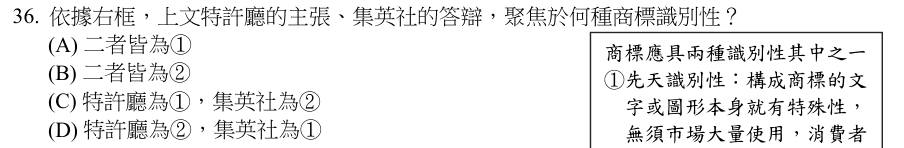 36. 依據右框，上文特許廳的主張、集英社的答辯，聚焦於何種商標識別性？
(A) 二者皆為①
(B) 二者皆為②
(C) 特許廳為①，集英社為②
(D) 特許廳為②，集英社為①
商標應具兩種識別性其中之一
①先天識別性：構成商標的文
字或圖形本身就有特殊性，
無須市場大量使用，消費者